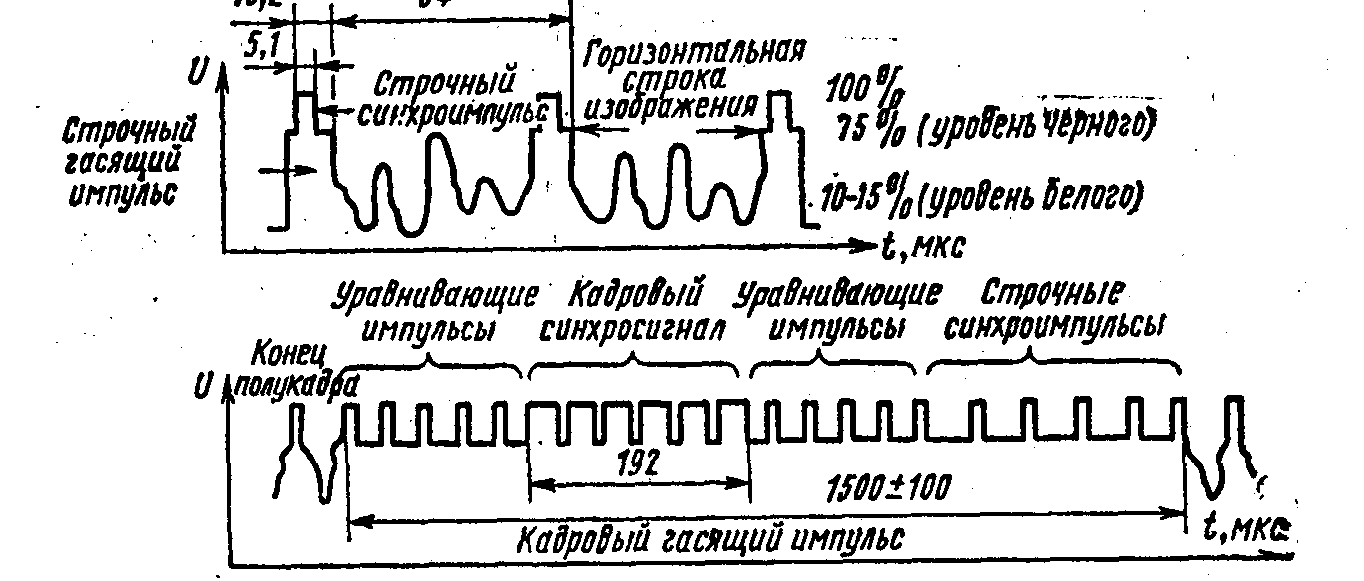 5,1
U
Строчный
синхроимпульс
Горизонтальная
строка
изображения
100%
75% (уровень черного)
10-15% (уровень белого)
Строчный
гасящий
импульс
t, мкс
Уравнивающие
импульсы
Кадровый
синхросигнал
Уравнивающие
импульсы
Строчные
синхроимпульсы
Конец
полукадра
U
192
1500±100
Кадровый гасящий импульс
t, мкс